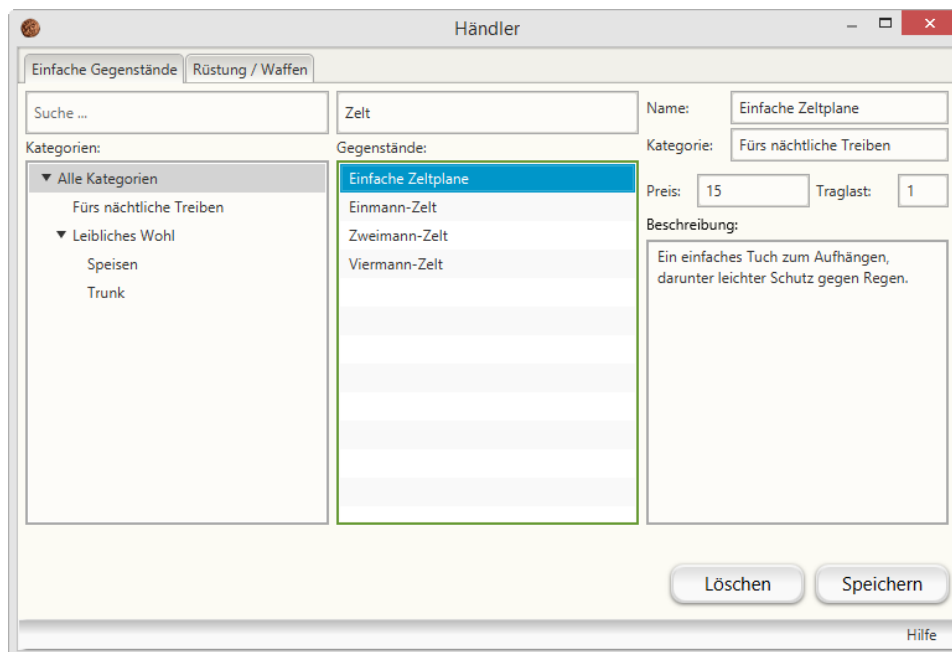 Händler
Einfache Gegenstände
Rüstung / Waffen
Suche ...
Kategorien:
Alle Kategorien
Fürs nächtliche Treiben
Leibliches Wohl
Speisen
Trunk
Zelt
Gegenstände:
Einfache Zeltplane
Einmann-Zelt
Zweimann-Zelt
Viermann-Zelt
Name: Einfache Zeltplane
Kategorie: Fürs nächtliche Treiben
Preis: 15 Traglast: 1
Beschreibung:
Ein einfaches Tuch zum Aufhängen,
darunter leichter Schutz gegen Regen.
Löschen
Speichern
Hilfe